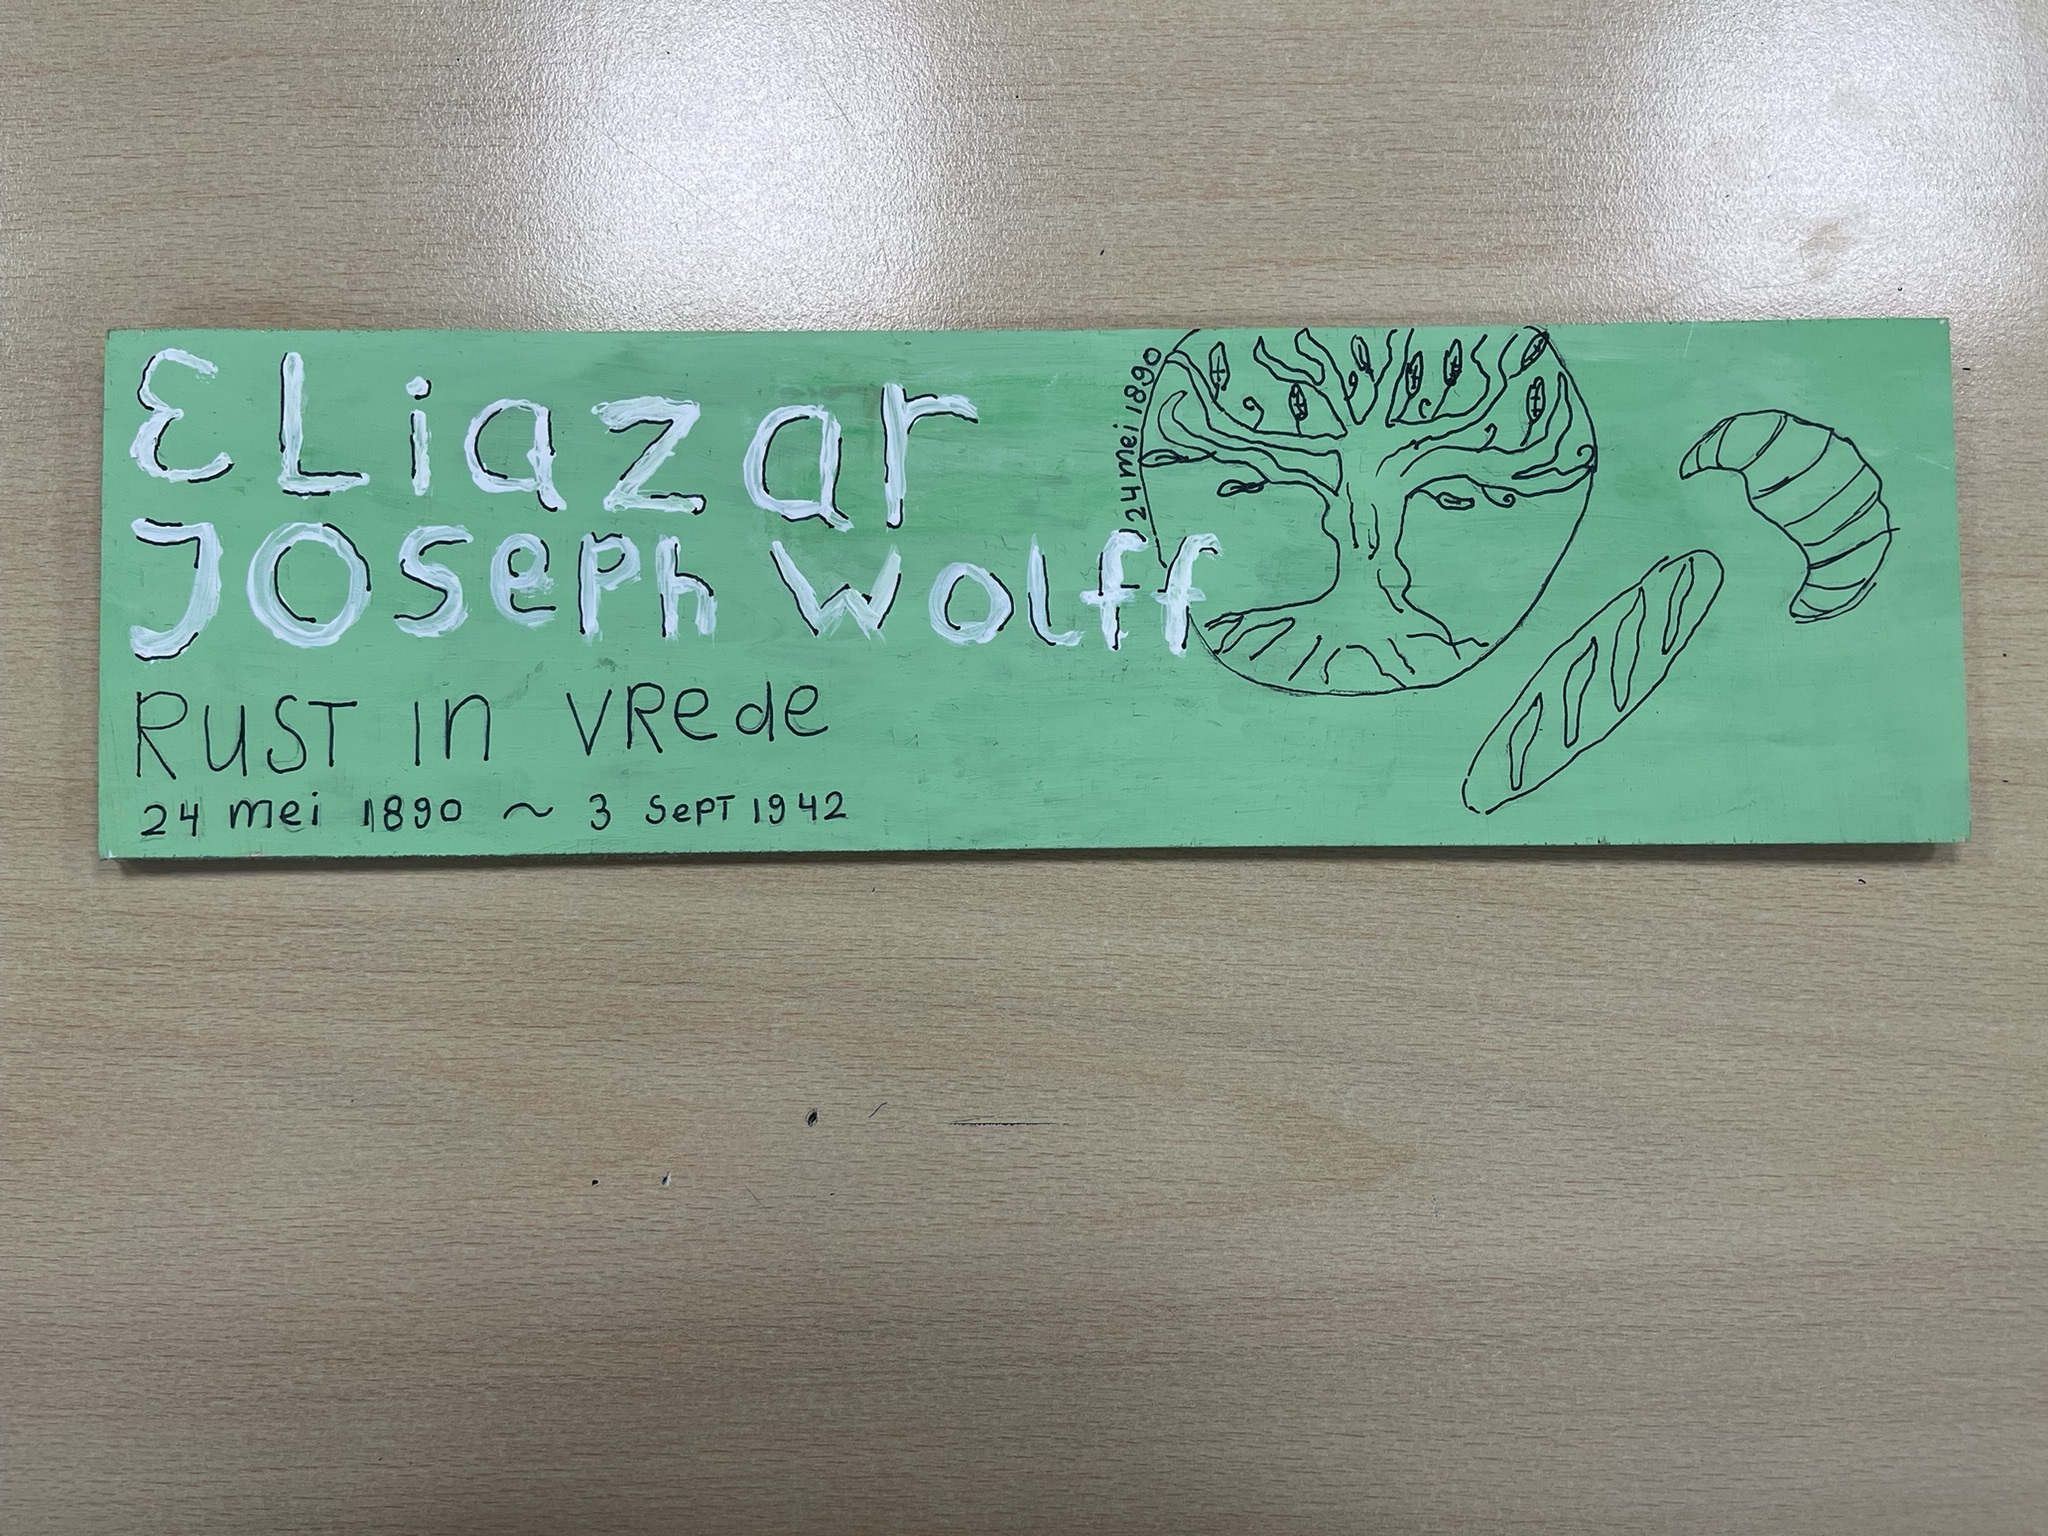 ELiazar
Joseph Wolff
RUST in VRede
24 mei 1890 ~ 3 SePT 1942
24 mei 1890